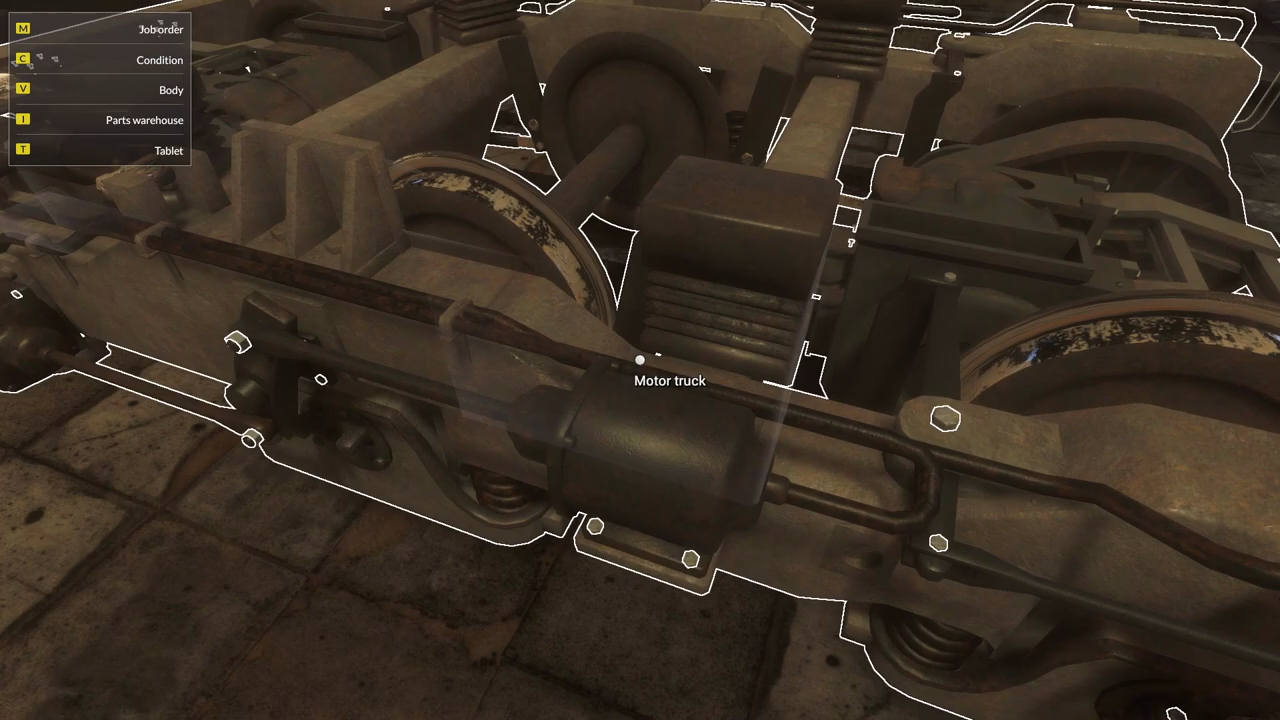 M Job order
C Condition
V Body
I Parts warehouse
T Tablet
Motor truck